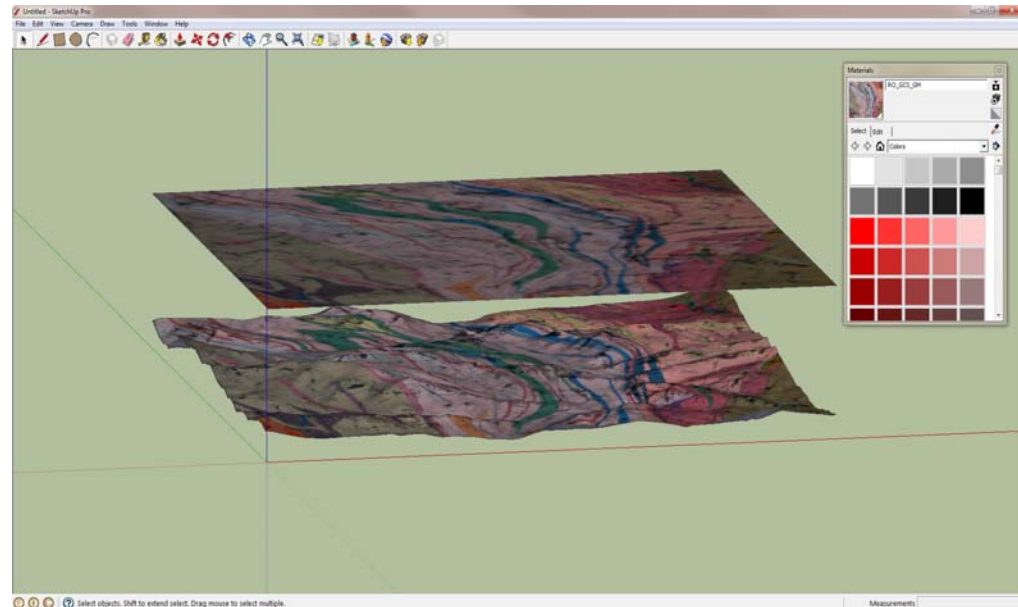 Untitled - SketchUp Pro
File Edit View Camera Draw Tools Window Help
Materials
RO_GCS_GM
Select Edit
Colors
Select objects. Shift to extend select. Drag mouse to select multiple.
Measurements